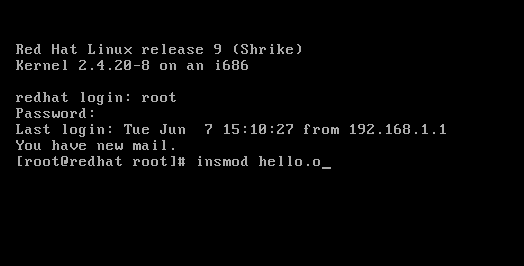 Red Hat Linux release 9 (Shrike)
Kernel 2.4.20-8 on an i686
redhat login: root
Password:
Last login: Tue Jun  7 15:10:27 from 192.168.1.1
You have new mail.
[root@redhat root]# insmod hello.o_